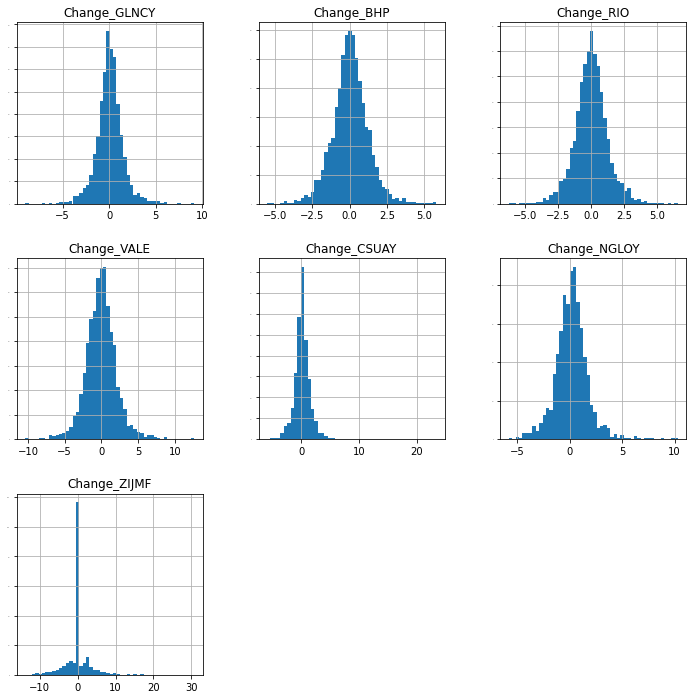 Change_GLNCY
Change_BHP
Change_RIO
−5 0 5 10
−5.0 −2.5 0.0 2.5 5.0
−5.0 −2.5 0.0 2.5 5.0
Change_VALE
Change_CSUAY
Change_NGLOY
−10 −5 0 5 10
0 10 20
−5 0 5 10
Change_ZIJMF
−10 0 10 20 30